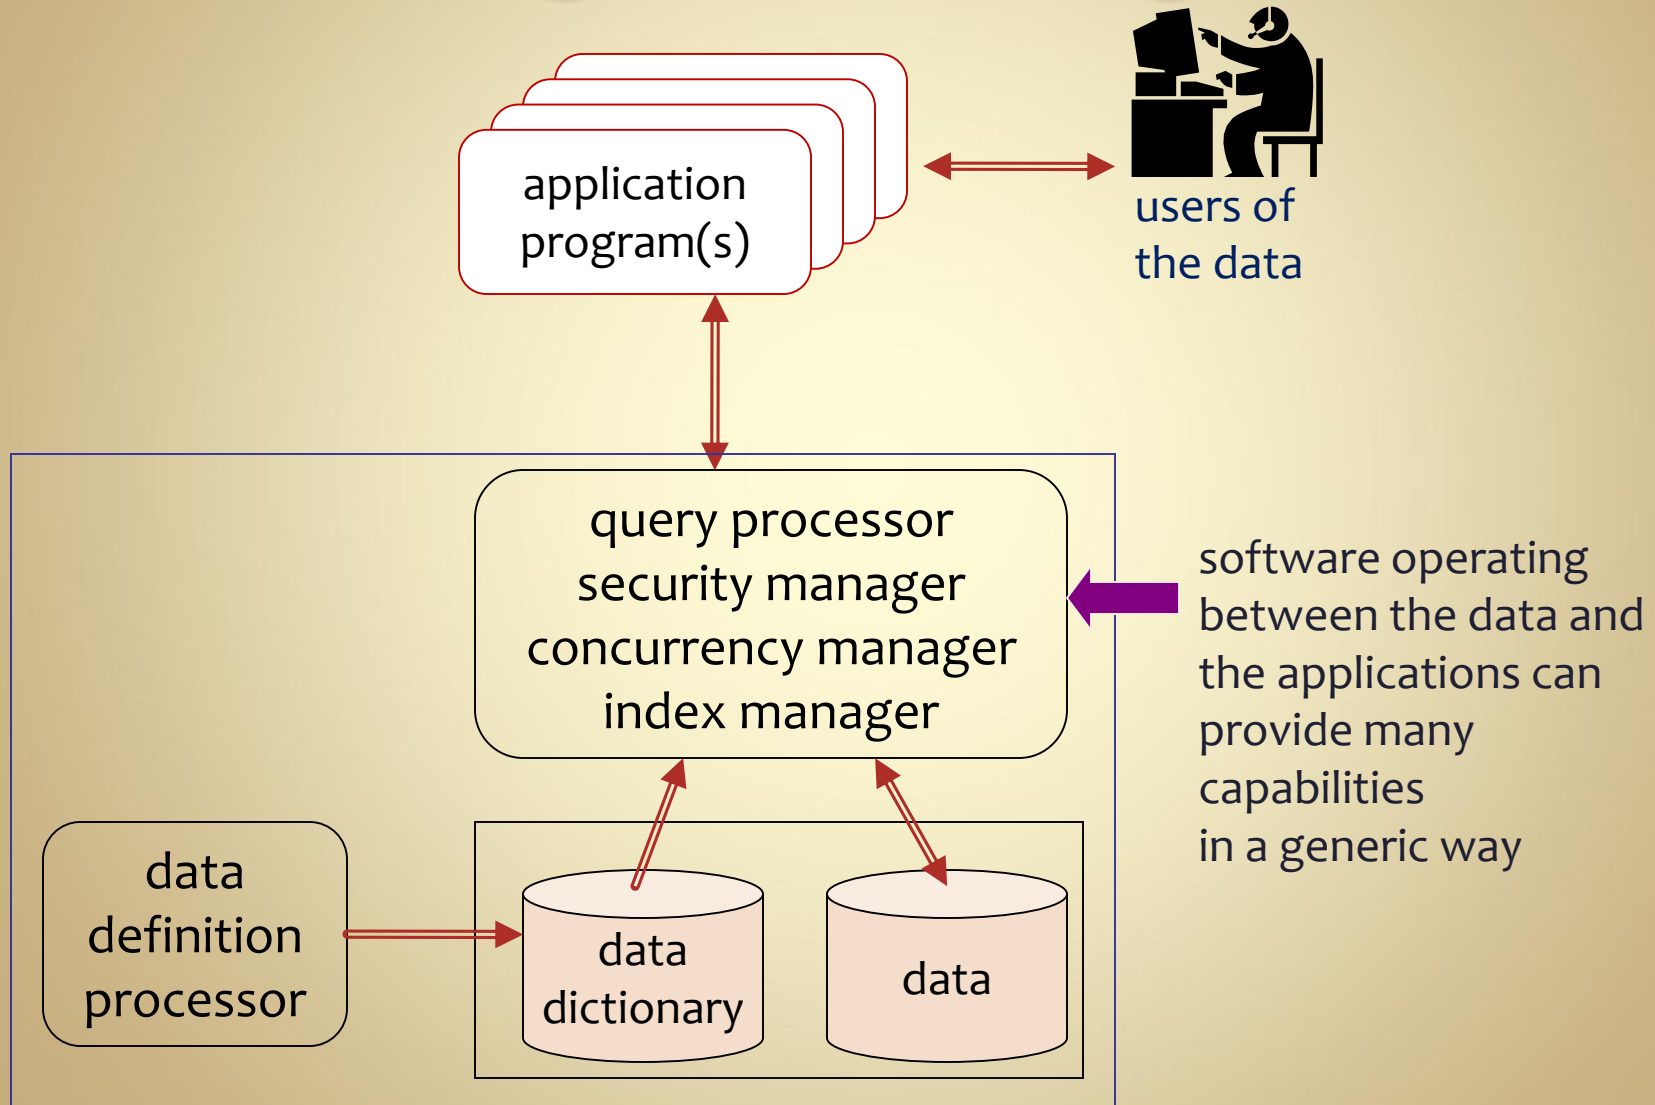 application
program(s)
users of
the data
query processor
security manager
concurrency manager
index manager
software operating
between the data and
the applications can
provide many
capabilities
in a generic way
data
definition
processor
data
dictionary
data